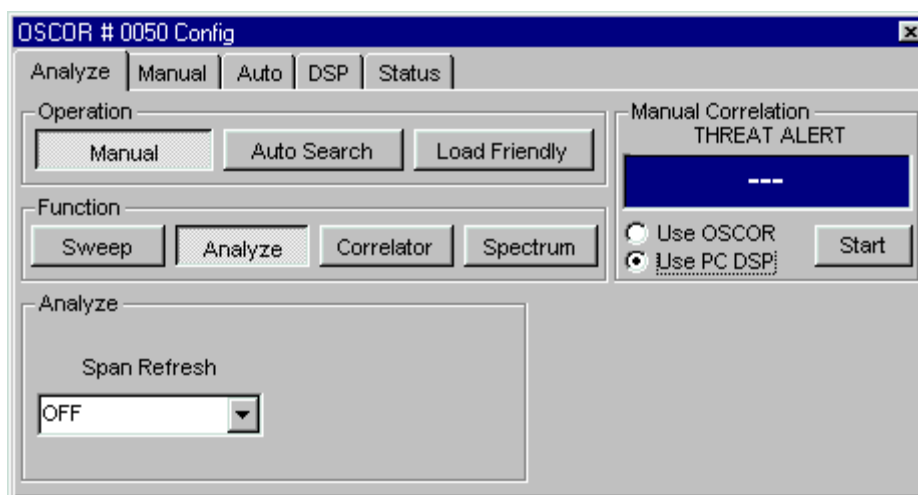 OSCOR # 0050 Config
Analyze Manual Auto DSP Status
Operation
Manual Auto Search Load Friendly
Manual Correlation
THREAT ALERT
---
Function
Sweep Analyze Correlator Spectrum
Use OSCOR
Use PC DSP
Start
Analyze
Span Refresh
OFF